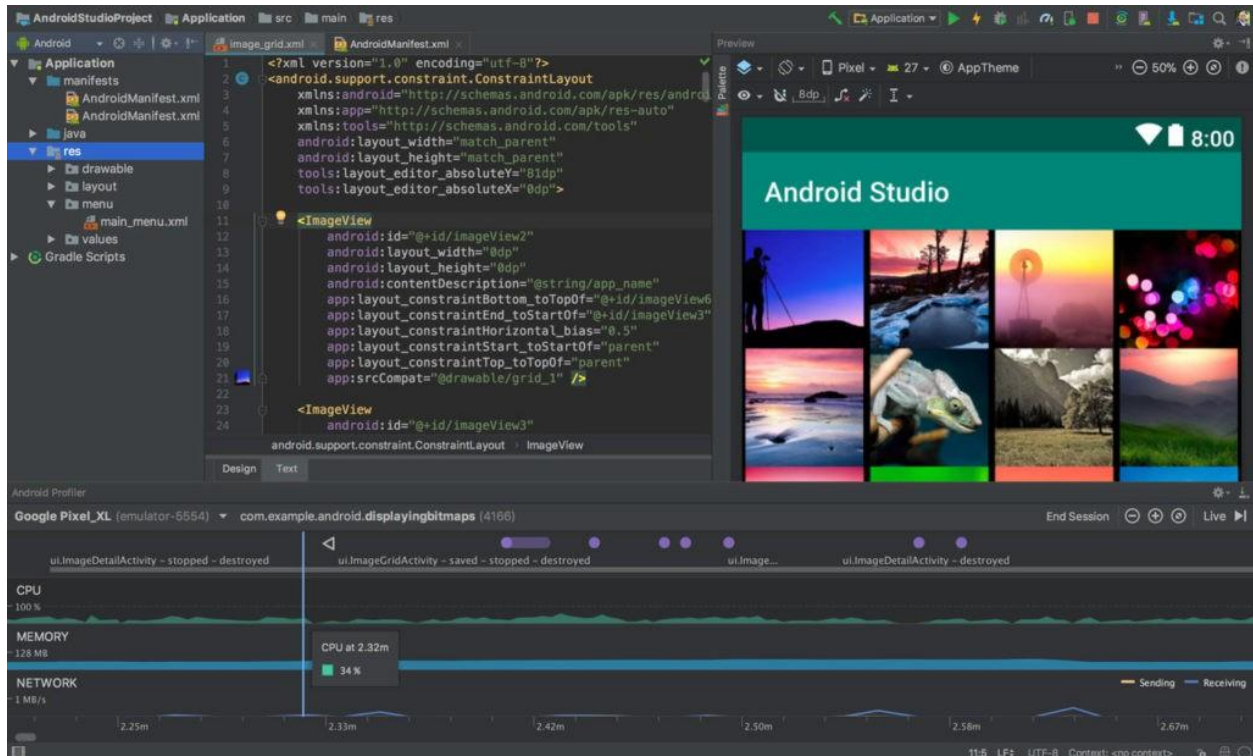 AndroidStudioProject Application src main res
Application
Android
image_grid.xml
AndroidManifest.xml
Application
manifests
AndroidManifest.xml
AndroidManifest.xml
java
res
drawable
layout
menu
main_menu.xml
values
Gradle Scripts
1 <?xml version="1.0" encoding="utf-8"?>
2 <android.support.constraint.ConstraintLayout
3 xmlns:android="http://schemas.android.com/apk/res/androi
4 xmlns:app="http://schemas.android.com/apk/res-auto"
5 xmlns:tools="http://schemas.android.com/tools"
6 android:layout_width="match_parent"
7 android:layout_height="match_parent"
8 tools:layout_editor_absoluteY="81dp"
9 tools:layout_editor_absoluteX="0dp">
10
11 <ImageView
12 android:id="@+id/imageView2"
13 android:layout_width="0dp"
14 android:layout_height="0dp"
15 android:contentDescription="@string/app_name"
16 app:layout_constraintBottom_toTopOf="@+id/imageView6
17 app:layout_constraintEnd_toStartOf="@+id/imageView3"
18 app:layout_constraintHorizontal_bias="0.5"
19 app:layout_constraintStart_toStartOf="parent"
20 app:layout_constraintTop_toTopOf="parent"
21 app:srcCompat="@drawable/grid_1" />
22
23 <ImageView
24 android:id="@+id/imageView3"
android.support.constraint.ConstraintLayout › ImageView
Design Text
Preview
Palette
Pixel 27 AppTheme 50%
8dp
8:00
Android Studio
Android Profiler
Google Pixel_XL (emulator-5554) com.example.android.displayingbitmaps (4166) End Session Live
ui.ImageDetailActivity – stopped – destroyed ui.ImageGridActivity – saved – stopped – destroyed ui.Image... ui.ImageDetailActivity – destroyed
CPU
100 %
MEMORY
128 MB
CPU at 2.32m
34 %
NETWORK
Sending Receiving
1 MB/s
2.25m 2.33m 2.42m 2.50m 2.58m 2.67m
11:5 LF÷ UTF-8 Context: <no context>